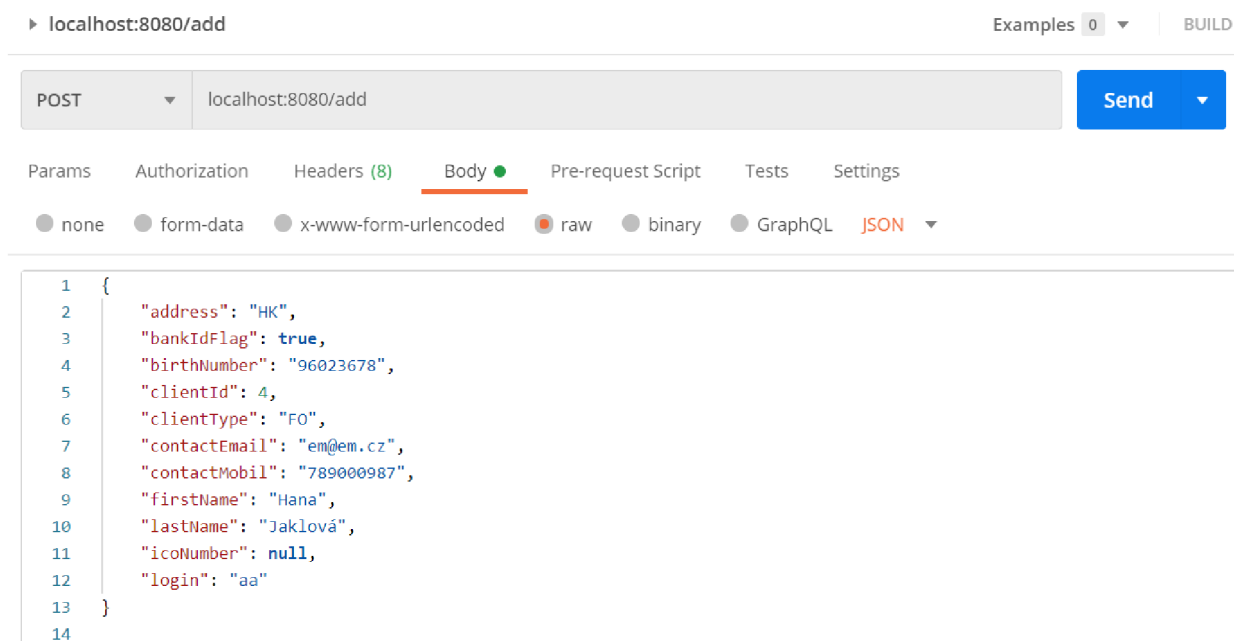 localhost:8080/add Examples 0 BUILD
POST localhost:8080/add Send
Params Authorization Headers (8) Body Pre-request Script Tests Settings
none form-data x-www-form-urlencoded raw binary GraphQL JSON
1 {
2 "address": "HK",
3 "bankIdFlag": true,
4 "birthNumber": "96023678",
5 "clientId": 4,
6 "clientType": "FO",
7 "contactEmail": "em@em.cz",
8 "contactMobil": "789000987",
9 "firstName": "Hana",
10 "lastName": "Jaklová",
11 "icoNumber": null,
12 "login": "aa"
13 }
14